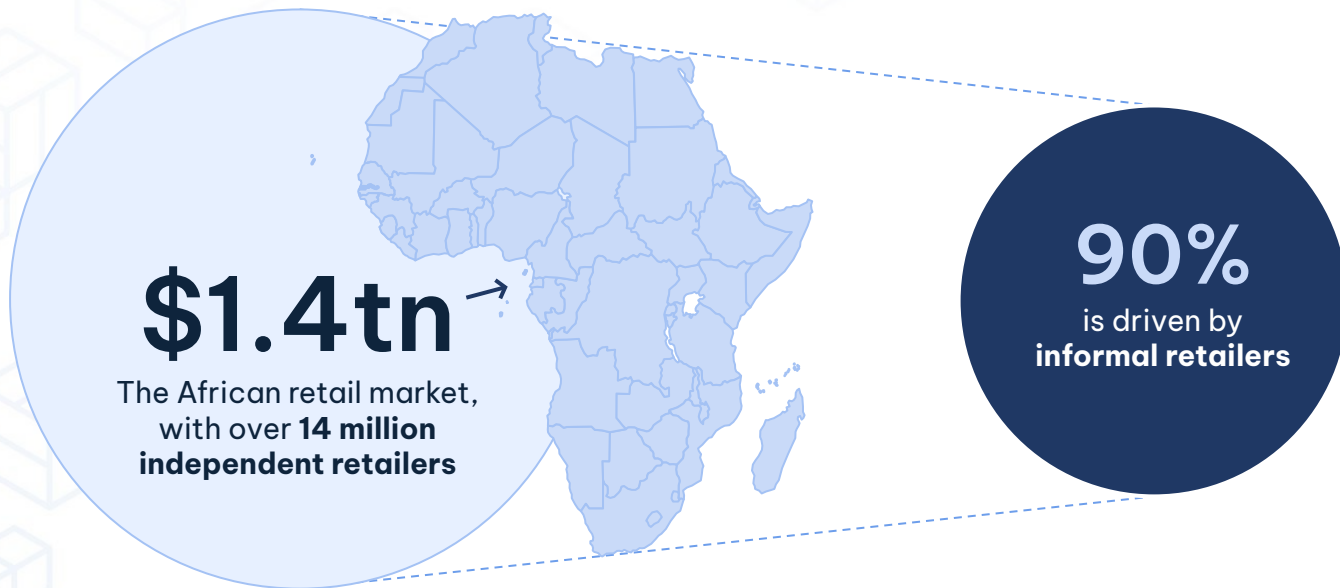 $1.4tn
The African retail market,
with over 14 million
independent retailers
90%
is driven by
informal retailers